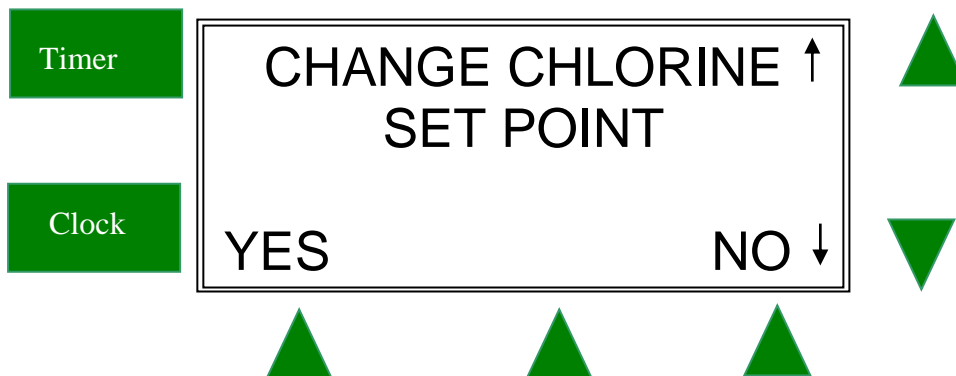 Timer
CHANGE CHLORINE ↑
SET POINT
Clock
YES NO ↓